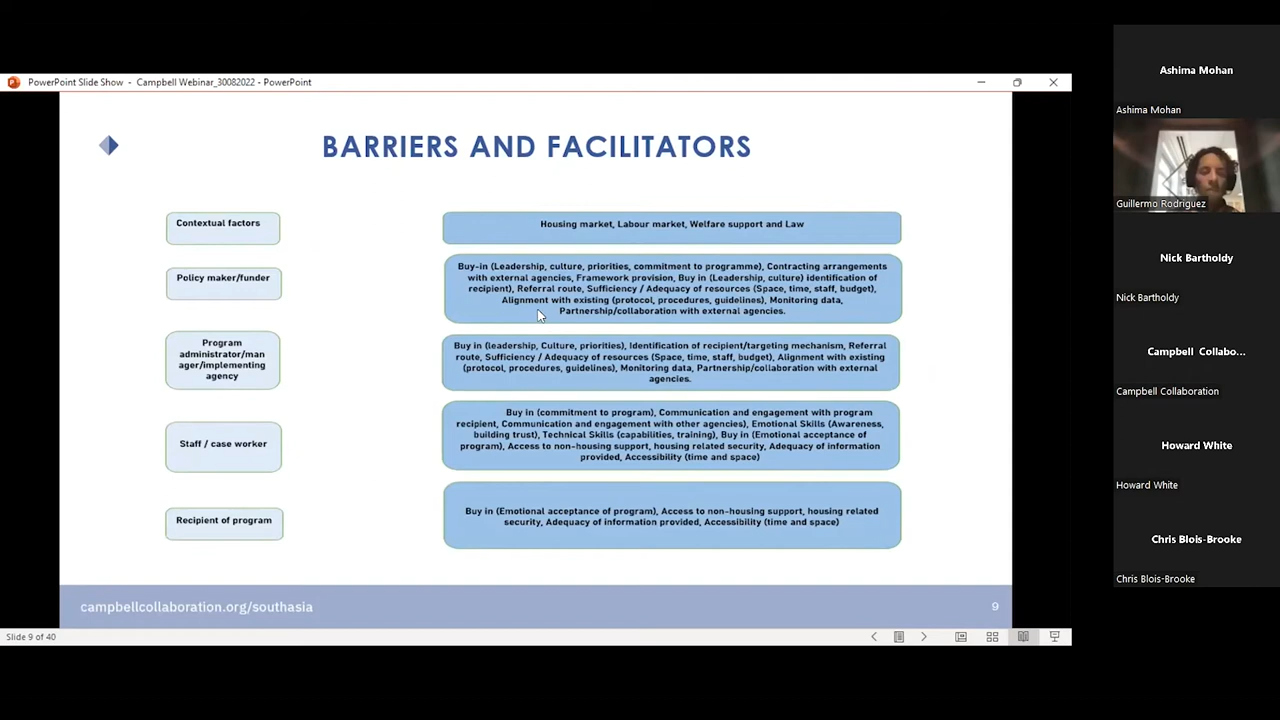 PowerPoint Slide Show - Campbell Webinar_30082022 - PowerPoint
BARRIERS AND FACILITATORS
Contextual factors
Housing market, Labour market, Welfare support and Law
Policy maker/funder
Buy-in (Leadership, culture, priorities, commitment to programme), Contracting arrangements
with external agencies, Framework provision, Buy in (Leadership, culture) identification of
recipient), Referral route, Sufficiency / Adequacy of resources (Space, time, staff, budget),
Alignment with existing (protocol, procedures, guidelines), Monitoring data,
Partnership/collaboration with external agencies.
Program
administrator/man
ager/implementing
agency
Buy in (leadership, Culture, priorities), Identification of recipient/targeting mechanism, Referral
route, Sufficiency / Adequacy of resources (Space, time, staff, budget), Alignment with existing
(protocol, procedures, guidelines), Monitoring data, Partnership/collaboration with external
agencies.
Staff / case worker
Buy in (commitment to program), Communication and engagement with program
recipient, Communication and engagement with other agencies), Emotional Skills (Awareness,
building trust), Technical Skills (capabilities, training), Buy in (Emotional acceptance of
program), Access to non-housing support, housing related security, Adequacy of information
provided, Accessibility (time and space)
Recipient of program
Buy in (Emotional acceptance of program), Access to non-housing support, housing related
security, Adequacy of information provided, Accessibility (time and space)
campbellcollaboration.org/southasia
9
Slide 9 of 40
Ashima Mohan
Ashima Mohan
Guillermo Rodriguez
Nick Bartholdy
Nick Bartholdy
Campbell Collabo...
Campbell Collaboration
Howard White
Howard White
Chris Blois-Brooke
Chris Blois-Brooke